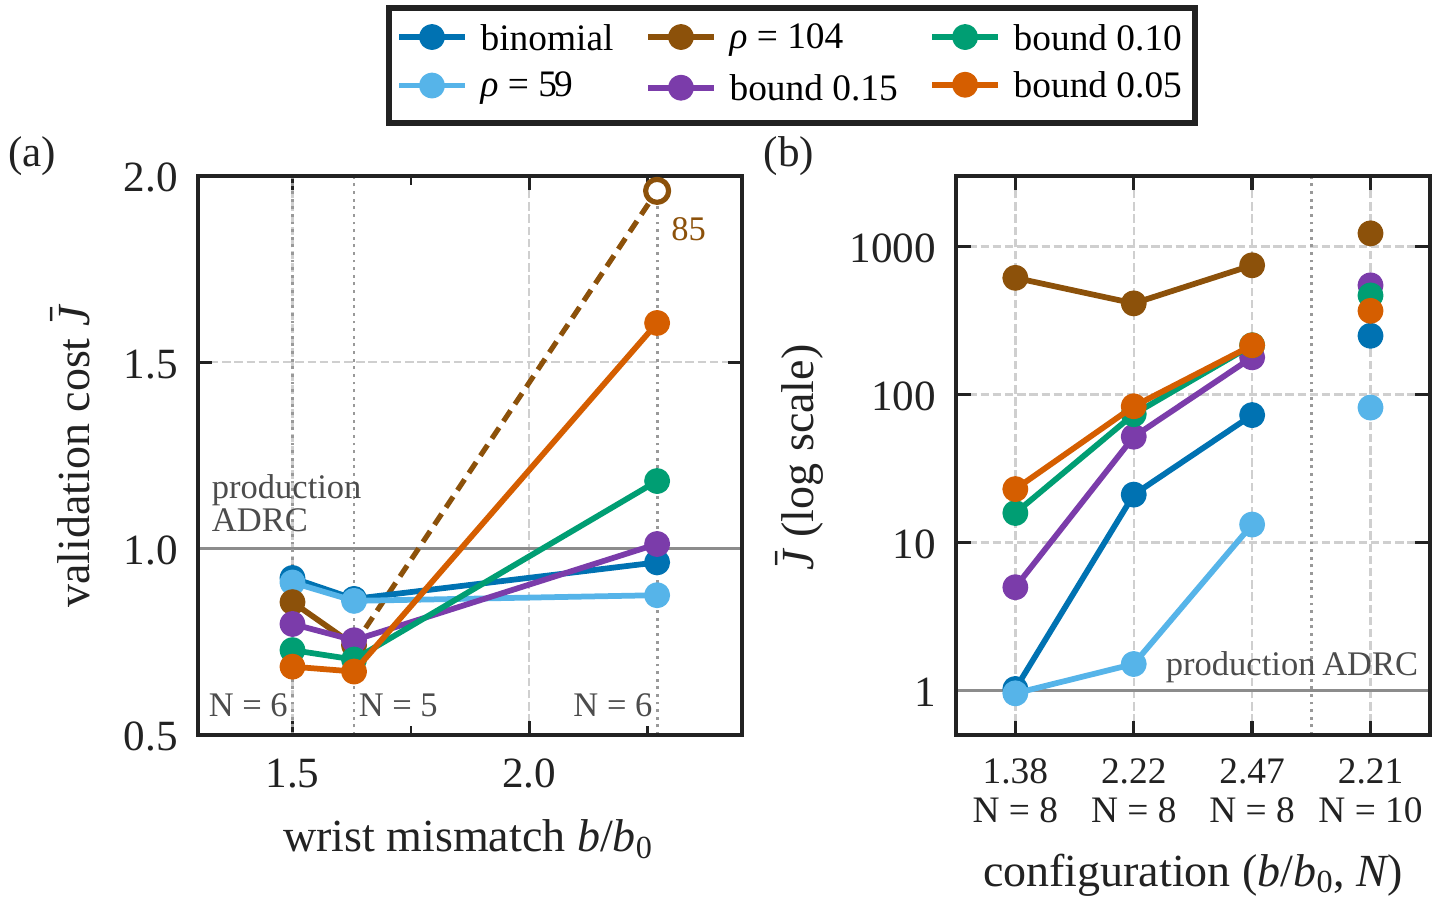 binomial
ρ = 104
bound 0.10
ρ = 59
bound 0.15
bound 0.05
(a)
2.0
1.5
1.0
0.5
validation cost J̄
85
production
ADRC
N = 6
N = 5
N = 6
1.5
2.0
wrist mismatch b/b₀
(b)
1000
100
10
1
J̄ (log scale)
production ADRC
1.38
2.22
2.47
2.21
N = 8
N = 8
N = 8
N = 10
configuration (b/b₀, N)